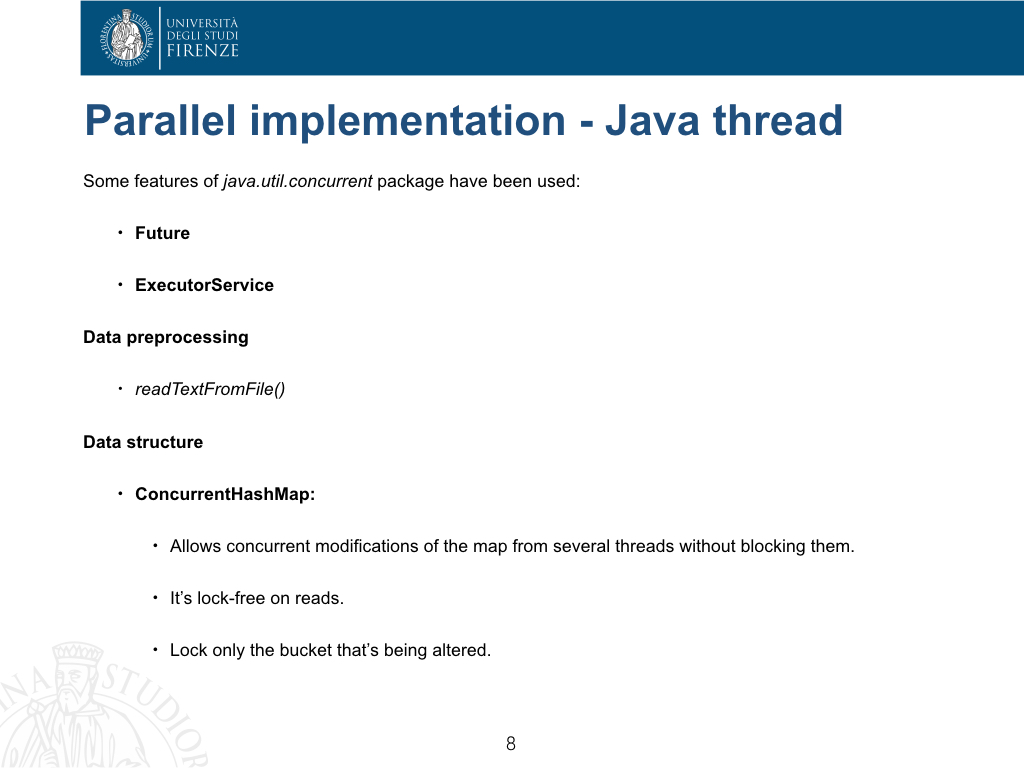 UNIVERSITÀ
DEGLI STUDI
FIRENZE
Parallel implementation - Java thread
Some features of java.util.concurrent package have been used:
• Future
• ExecutorService
Data preprocessing
• readTextFromFile()
Data structure
• ConcurrentHashMap:
• Allows concurrent modifications of the map from several threads without blocking them.
• It’s lock-free on reads.
• Lock only the bucket that’s being altered.
8